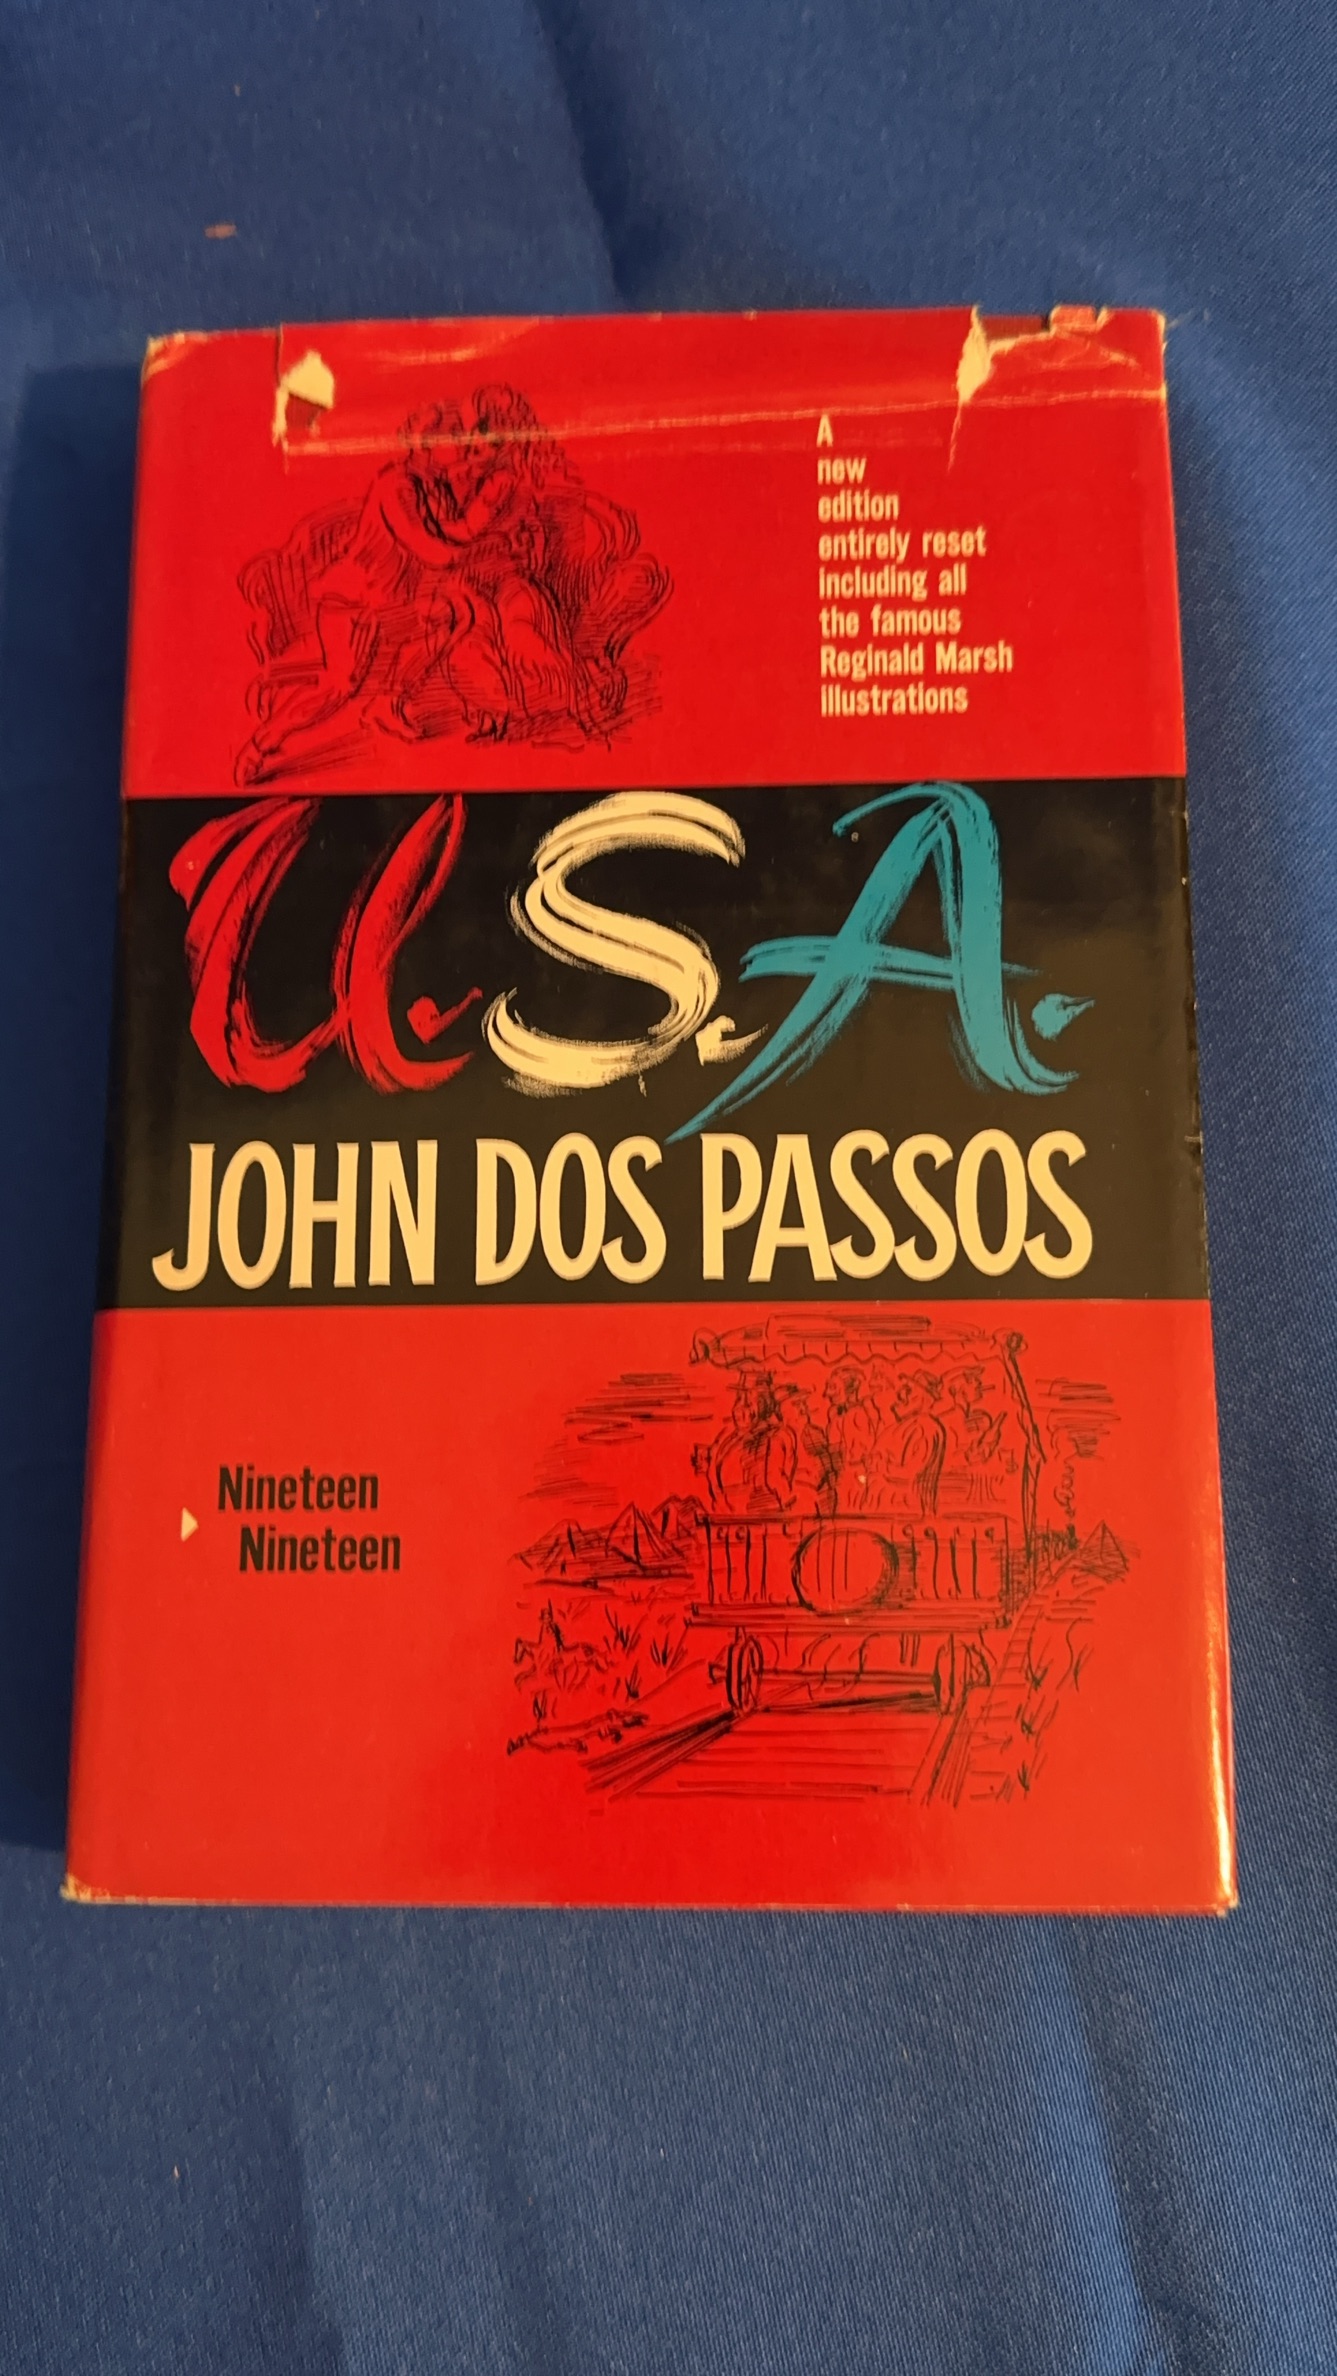 A
new
edition
entirely reset
including all
the famous
Reginald Marsh
Illustrations
U.S.A.
JOHN DOS PASSOS
Nineteen
Nineteen